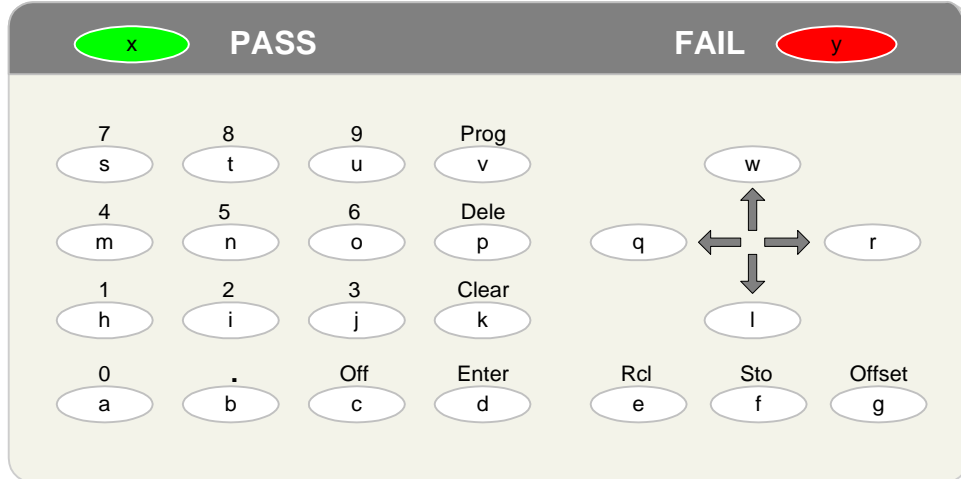 x PASS FAIL y
7 8 9 Prog
s t u v w
4 5 6 Dele
m n o p q r
1 2 3 Clear
h i j k l
0 . Off Enter Rcl Sto Offset
a b c d e f g